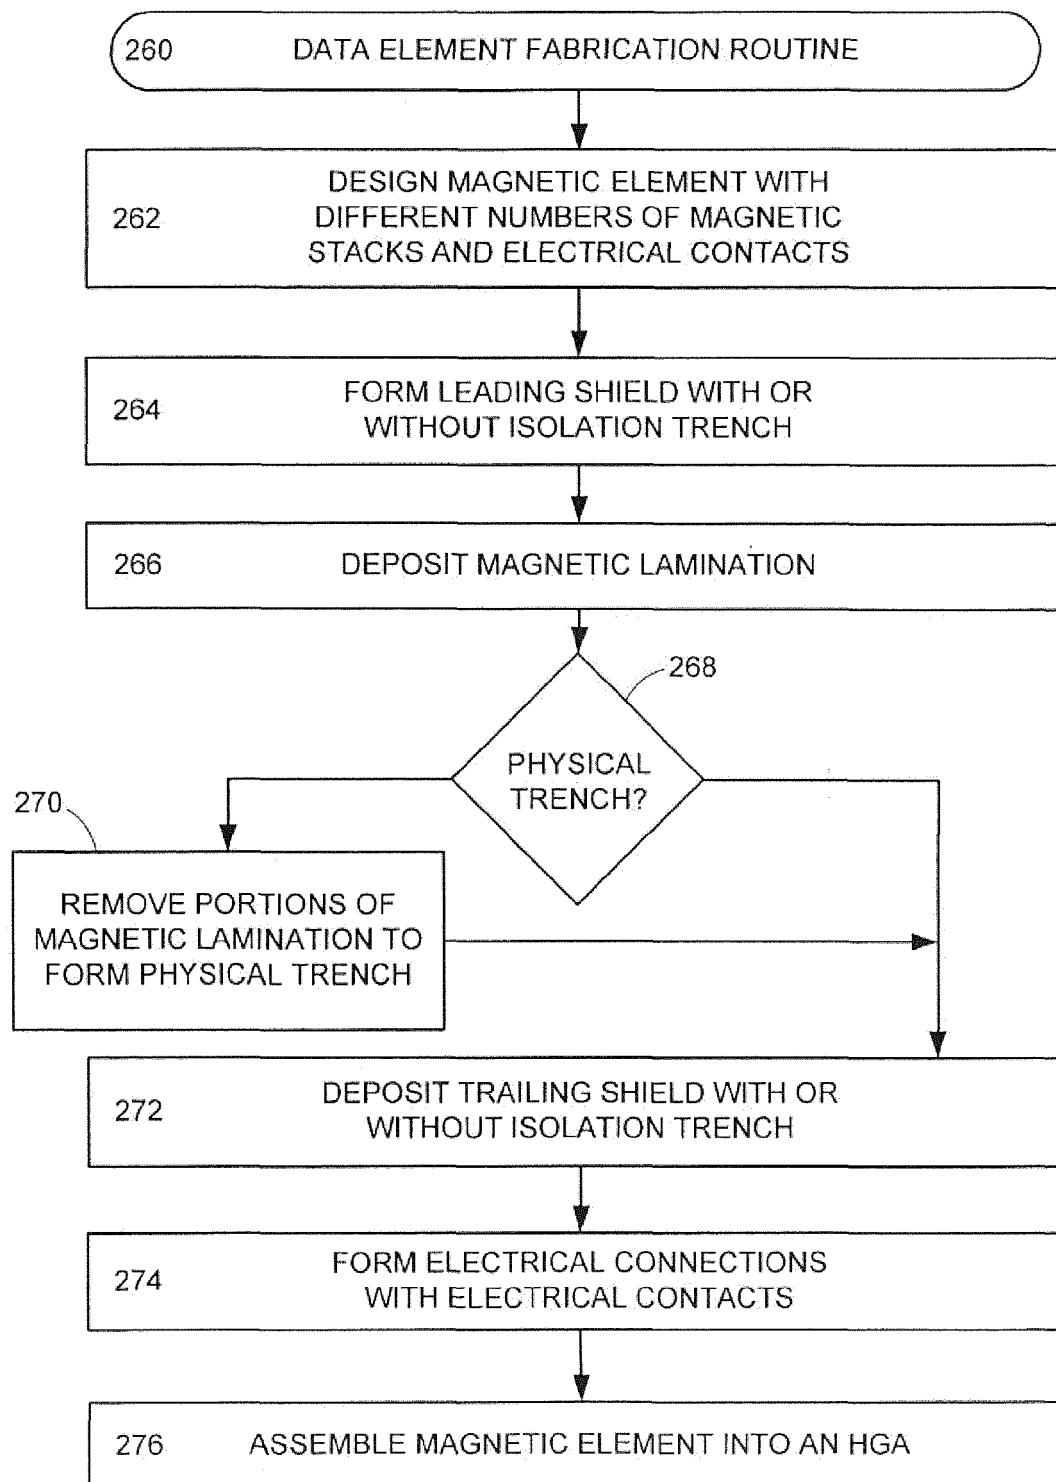 260 DATA ELEMENT FABRICATION ROUTINE
262
DESIGN MAGNETIC ELEMENT WITH
DIFFERENT NUMBERS OF MAGNETIC
STACKS AND ELECTRICAL CONTACTS
264
FORM LEADING SHIELD WITH OR
WITHOUT ISOLATION TRENCH
266 DEPOSIT MAGNETIC LAMINATION
268
PHYSICAL
TRENCH?
270
REMOVE PORTIONS OF
MAGNETIC LAMINATION TO
FORM PHYSICAL TRENCH
272
DEPOSIT TRAILING SHIELD WITH OR
WITHOUT ISOLATION TRENCH
274
FORM ELECTRICAL CONNECTIONS
WITH ELECTRICAL CONTACTS
276 ASSEMBLE MAGNETIC ELEMENT INTO AN HGA